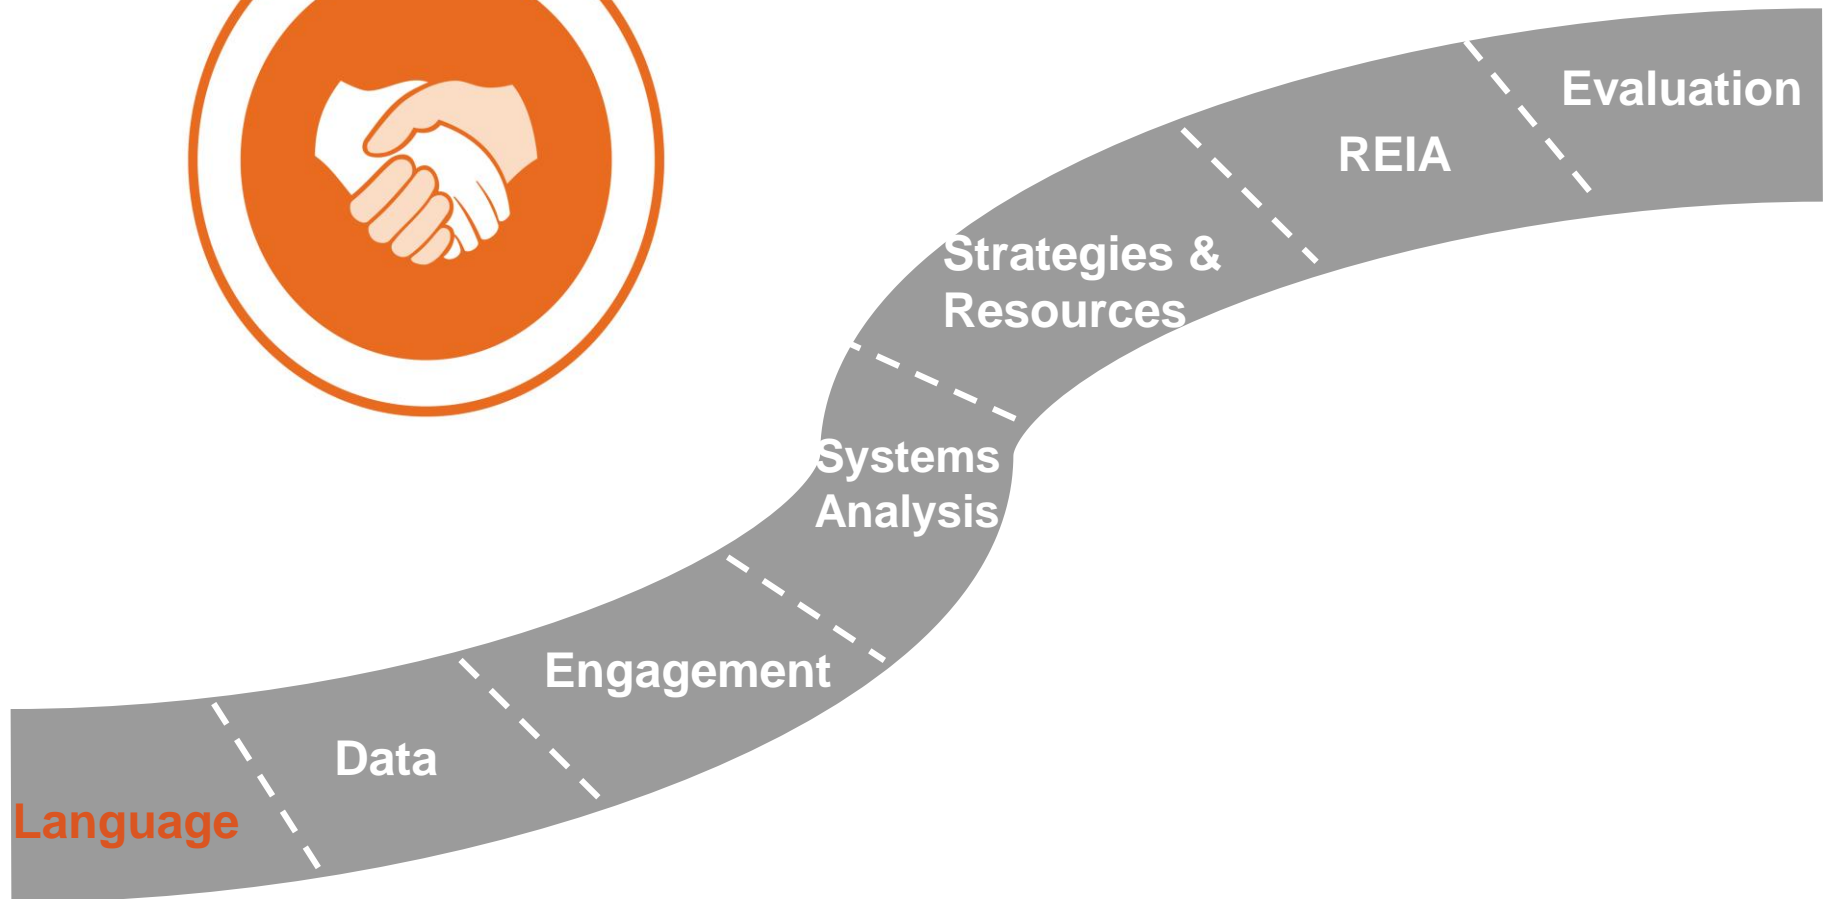 Evaluation
REIA
Strategies &
Resources
Systems
Analysis
Engagement
Data
Language